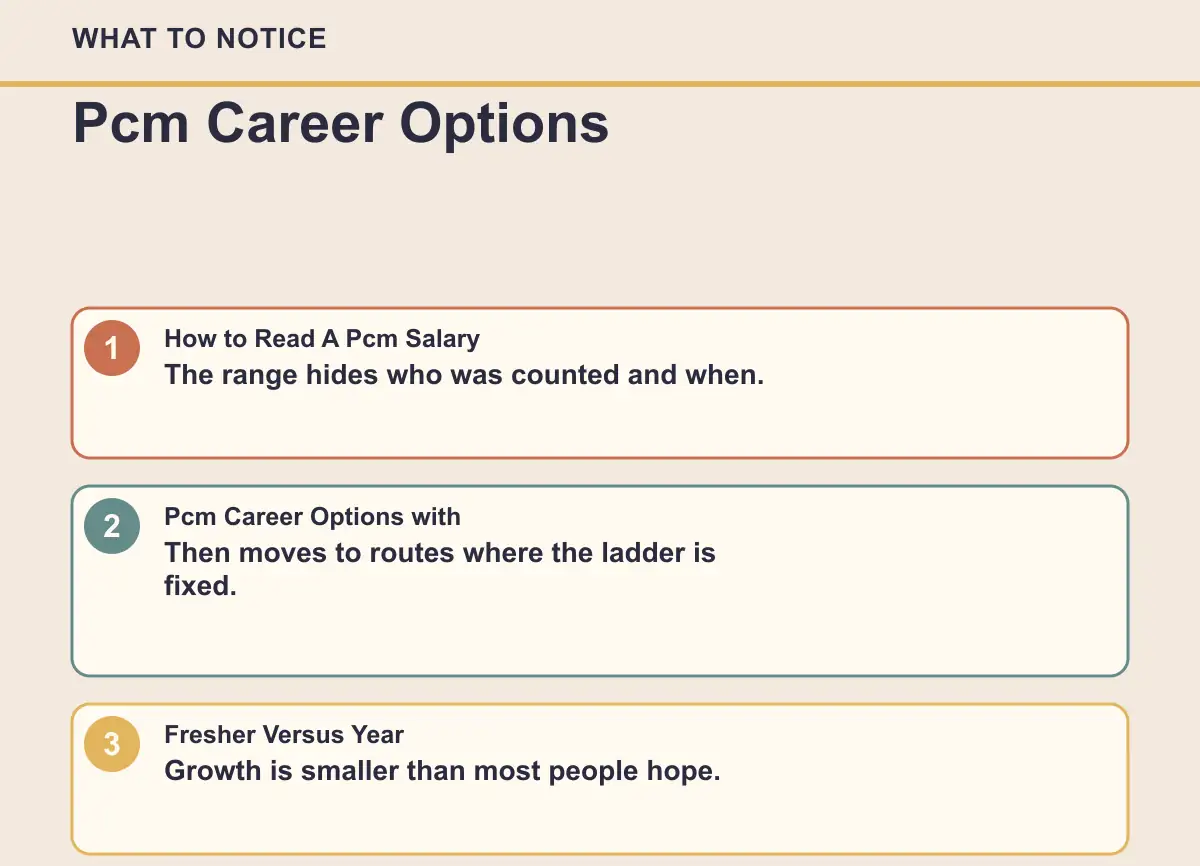 WHAT TO NOTICE
Pcm Career Options
1
How to Read A Pcm Salary
The range hides who was counted and when.
2
Pcm Career Options with
Then moves to routes where the ladder is
fixed.
3
Fresher Versus Year
Growth is smaller than most people hope.